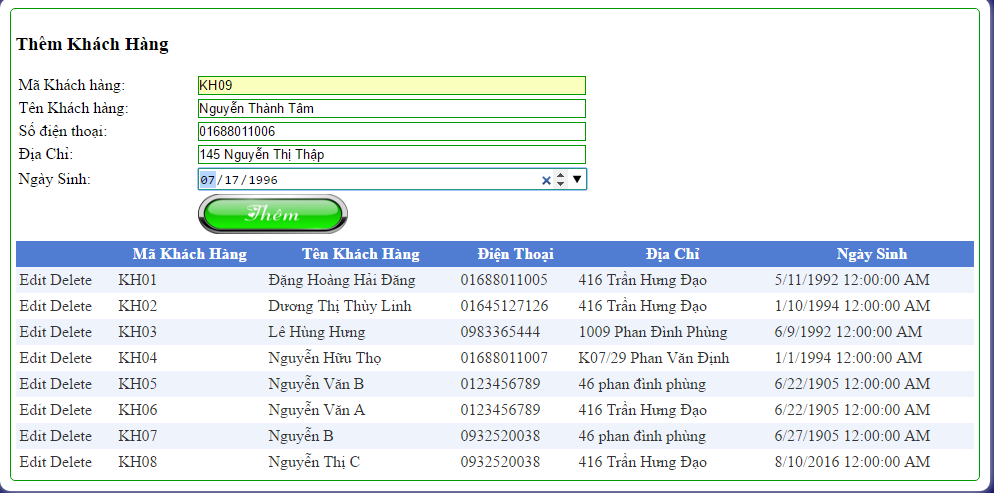 Thêm Khách Hàng
Mã Khách hàng: KH09
Tên Khách hàng: Nguyễn Thành Tâm
Số điện thoại: 01688011006
Địa Chỉ: 145 Nguyễn Thị Thập
Ngày Sinh: 07/17/1996
Thêm
Mã Khách Hàng Tên Khách Hàng Điện Thoại Địa Chỉ Ngày Sinh
Edit Delete KH01 Đặng Hoàng Hải Đăng 01688011005 416 Trần Hưng Đạo 5/11/1992 12:00:00 AM
Edit Delete KH02 Dương Thị Thùy Linh 01645127126 416 Trần Hưng Đạo 1/10/1994 12:00:00 AM
Edit Delete KH03 Lê Hùng Hưng 0983365444 1009 Phan Đình Phùng 6/9/1992 12:00:00 AM
Edit Delete KH04 Nguyễn Hữu Thọ 01688011007 K07/29 Phan Văn Định 1/1/1994 12:00:00 AM
Edit Delete KH05 Nguyễn Văn B 0123456789 46 phan đình phùng 6/22/1905 12:00:00 AM
Edit Delete KH06 Nguyễn Văn A 0123456789 416 Trần Hưng Đạo 6/22/1905 12:00:00 AM
Edit Delete KH07 Nguyễn B 0932520038 46 phan đình phùng 6/27/1905 12:00:00 AM
Edit Delete KH08 Nguyễn Thị C 0932520038 416 Trần Hưng Đạo 8/10/2016 12:00:00 AM